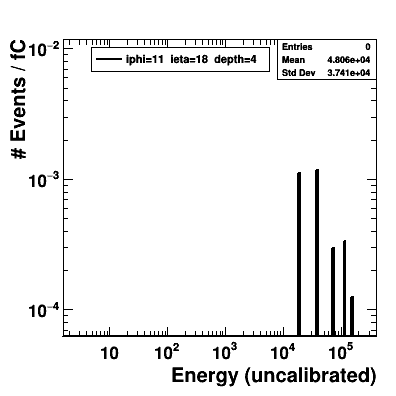 # Events / fC
10⁻²
10⁻³
10⁻⁴
iphi=11 ieta=18 depth=4
Entries 0
Mean 4.806e+04
Std Dev 3.741e+04
10 10² 10³ 10⁴ 10⁵
Energy (uncalibrated)